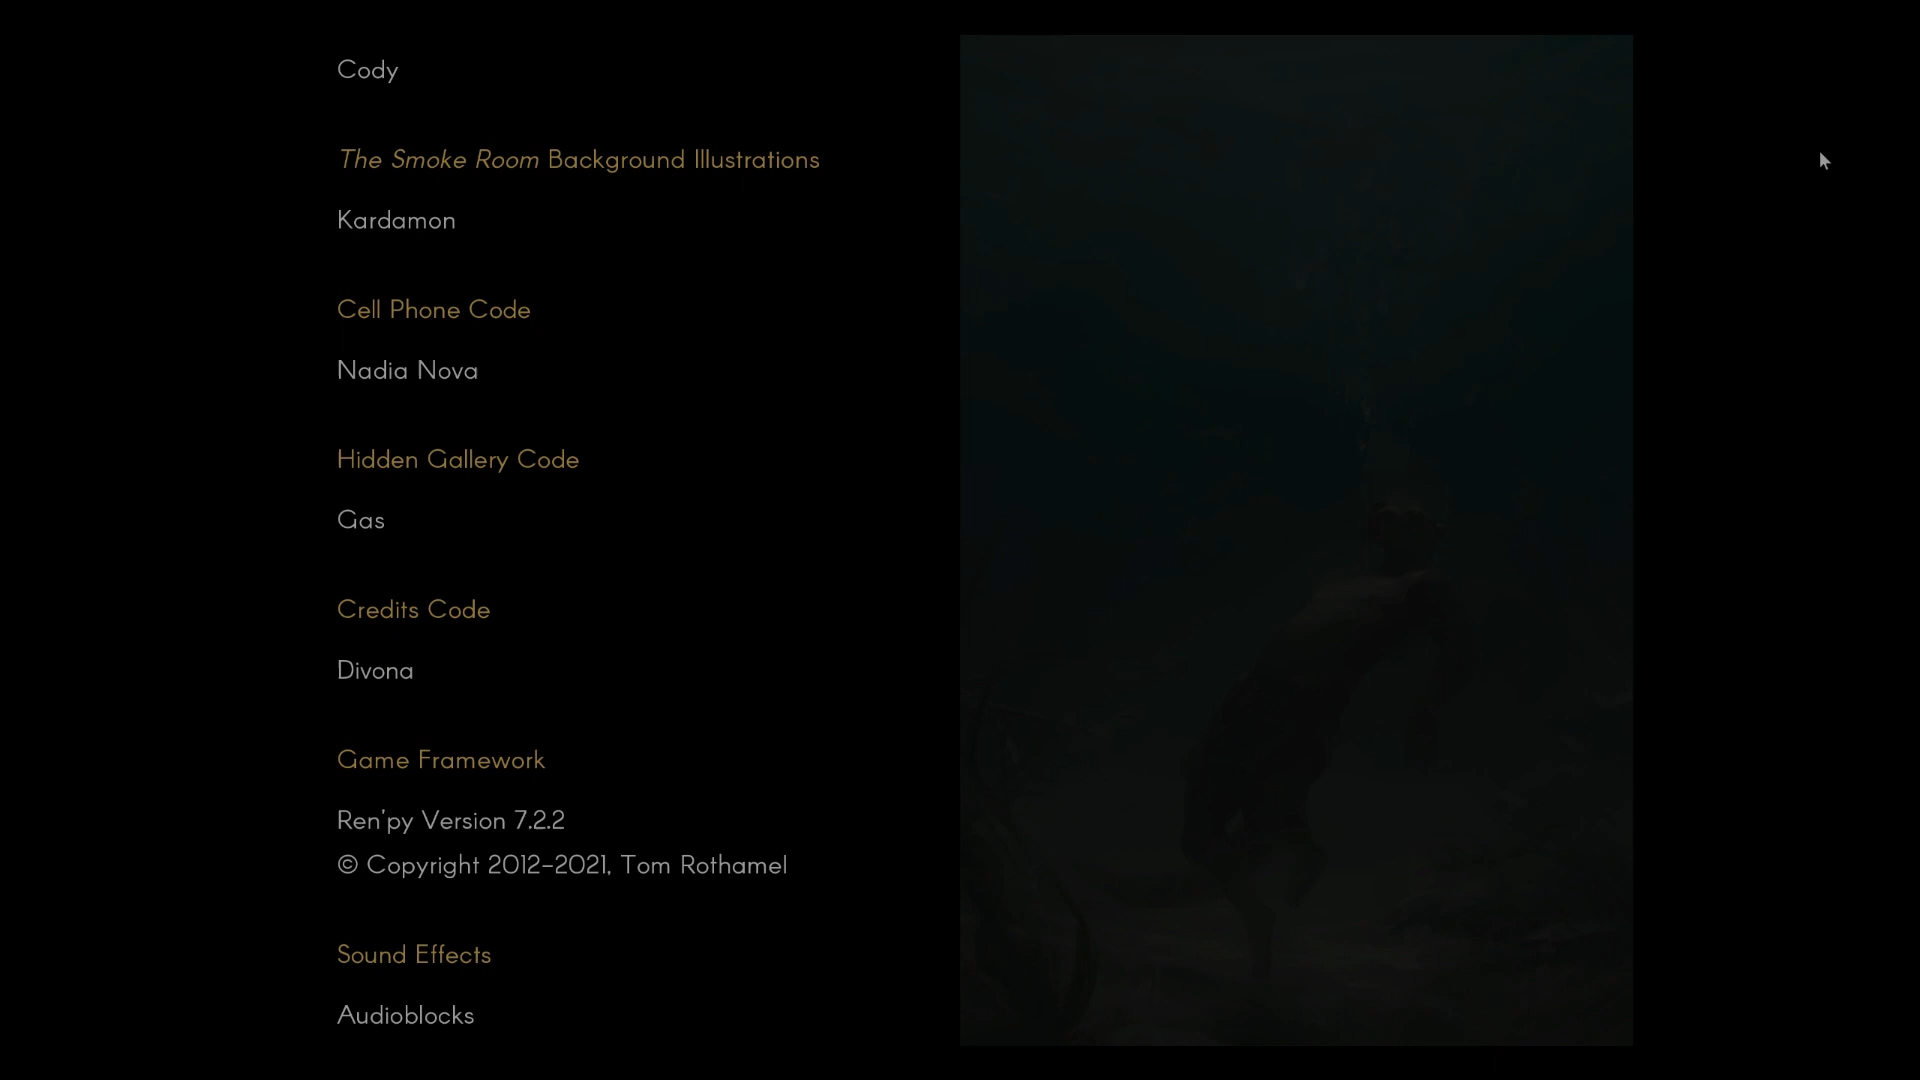 Cody
The Smoke Room Background Illustrations
Kardamon
Cell Phone Code
Nadia Nova
Hidden Gallery Code
Gas
Credits Code
Divona
Game Framework
Ren'py Version 7.2.2
© Copyright 2012-2021, Tom Rothamel
Sound Effects
Audioblocks